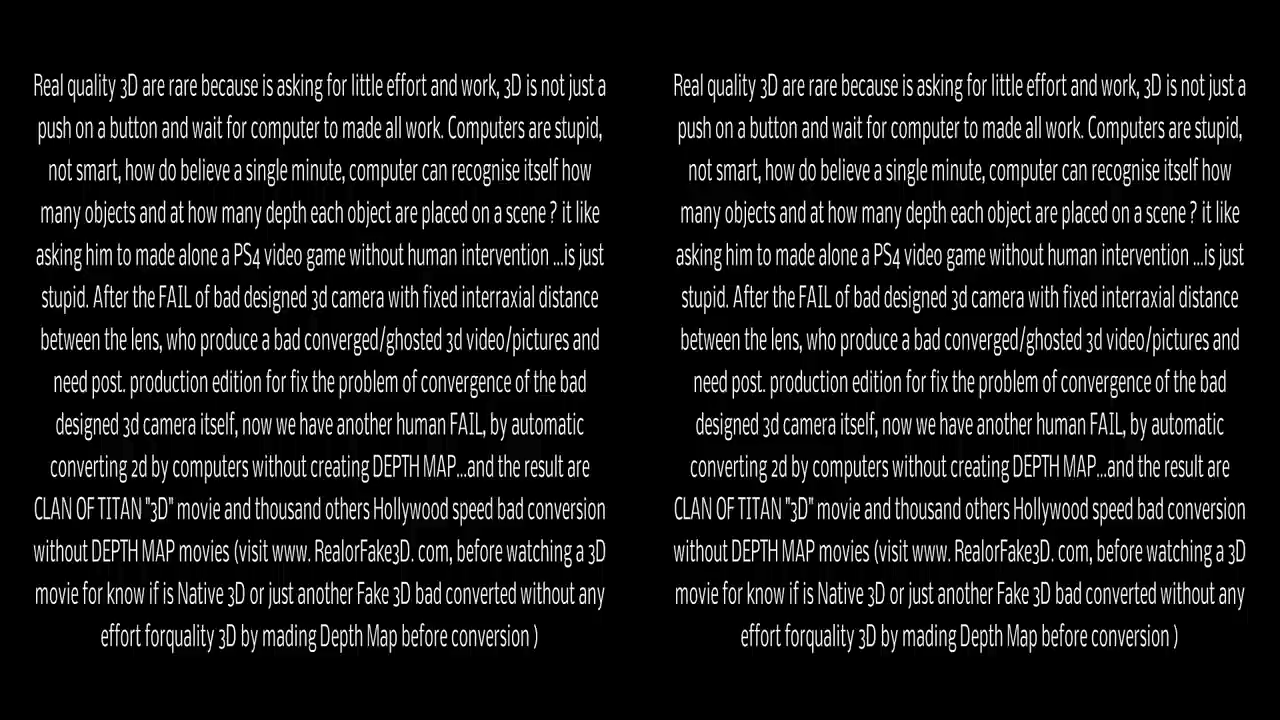 Real quality 3D are rare because is asking for little effort and work, 3D is not just a
push on a button and wait for computer to made all work. Computers are stupid,
not smart, how do believe a single minute, computer can recognise itself how
many objects and at how many depth each object are placed on a scene ? it like
asking him to made alone a PS4 video game without human intervention ...is just
stupid. After the FAIL of bad designed 3d camera with fixed interraxial distance
between the lens, who produce a bad converged/ghosted 3d video/pictures and
need post. production edition for fix the problem of convergence of the bad
designed 3d camera itself, now we have another human FAIL, by automatic
converting 2d by computers without creating DEPTH MAP...and the result are
CLAN OF TITAN "3D" movie and thousand others Hollywood speed bad conversion
without DEPTH MAP movies (visit www. RealorFake3D. com, before watching a 3D
movie for know if is Native 3D or just another Fake 3D bad converted without any
effort forquality 3D by mading Depth Map before conversion )
Real quality 3D are rare because is asking for little effort and work, 3D is not just a
push on a button and wait for computer to made all work. Computers are stupid,
not smart, how do believe a single minute, computer can recognise itself how
many objects and at how many depth each object are placed on a scene ? it like
asking him to made alone a PS4 video game without human intervention ...is just
stupid. After the FAIL of bad designed 3d camera with fixed interraxial distance
between the lens, who produce a bad converged/ghosted 3d video/pictures and
need post. production edition for fix the problem of convergence of the bad
designed 3d camera itself, now we have another human FAIL, by automatic
converting 2d by computers without creating DEPTH MAP...and the result are
CLAN OF TITAN "3D" movie and thousand others Hollywood speed bad conversion
without DEPTH MAP movies (visit www. RealorFake3D. com, before watching a 3D
movie for know if is Native 3D or just another Fake 3D bad converted without any
effort forquality 3D by mading Depth Map before conversion )